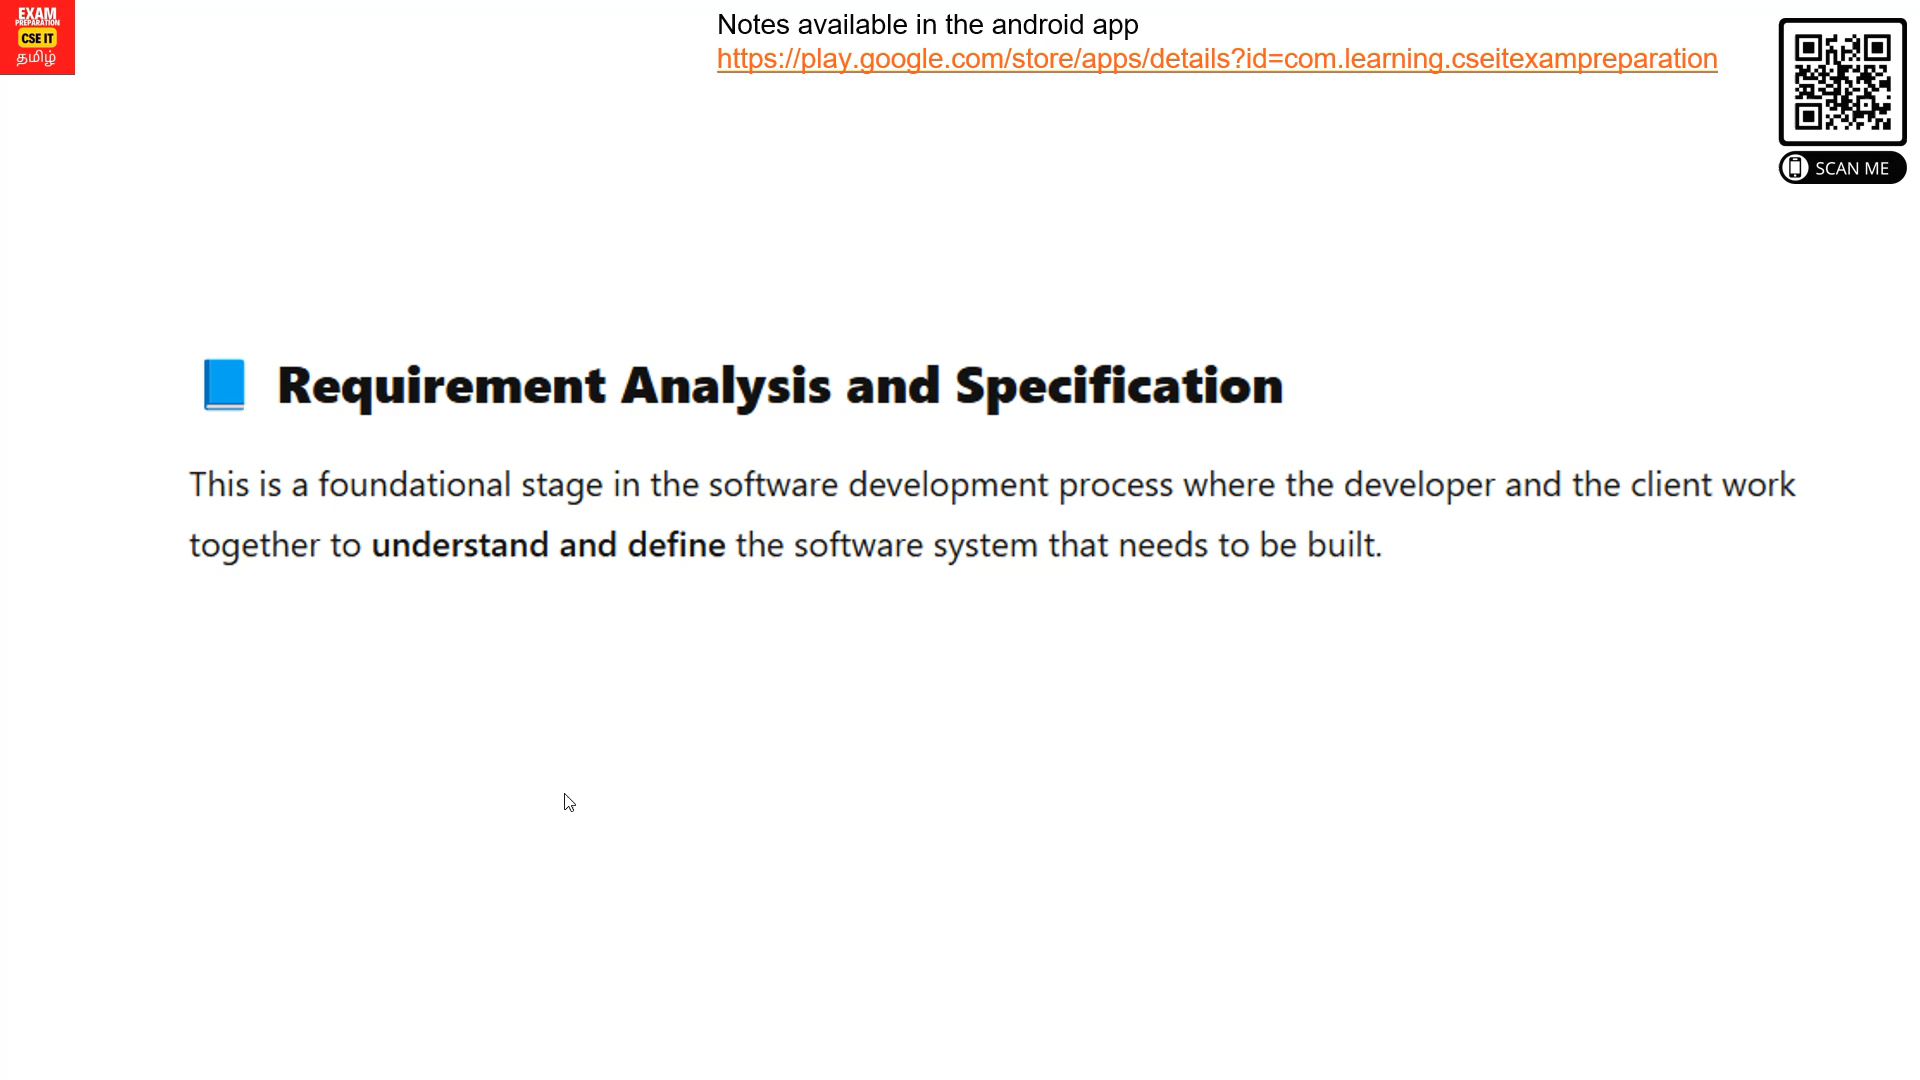 EXAM
PREPARATION
CSE IT
தமிழ்
Notes available in the android app
https://play.google.com/store/apps/details?id=com.learning.cseitexampreparation
SCAN ME
Requirement Analysis and Specification
This is a foundational stage in the software development process where the developer and the client work
together to understand and define the software system that needs to be built.